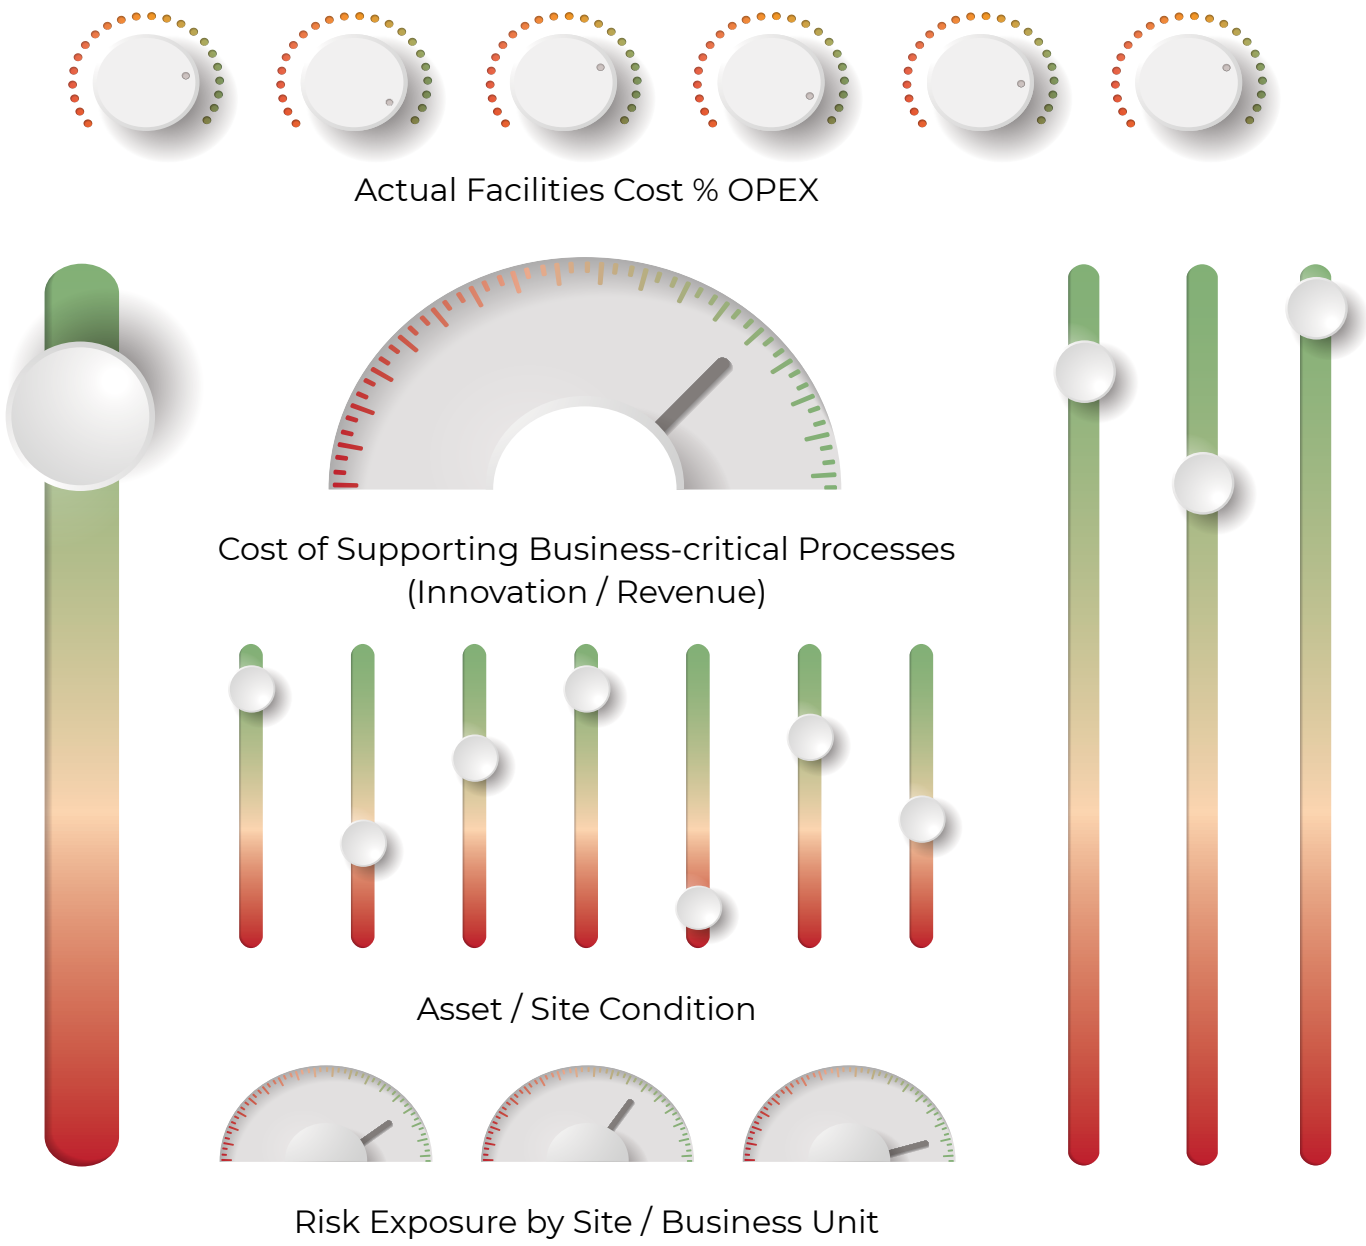 Actual Facilities Cost % OPEX
Cost of Supporting Business-critical Processes
(Innovation / Revenue)
Asset / Site Condition
Risk Exposure by Site / Business Unit